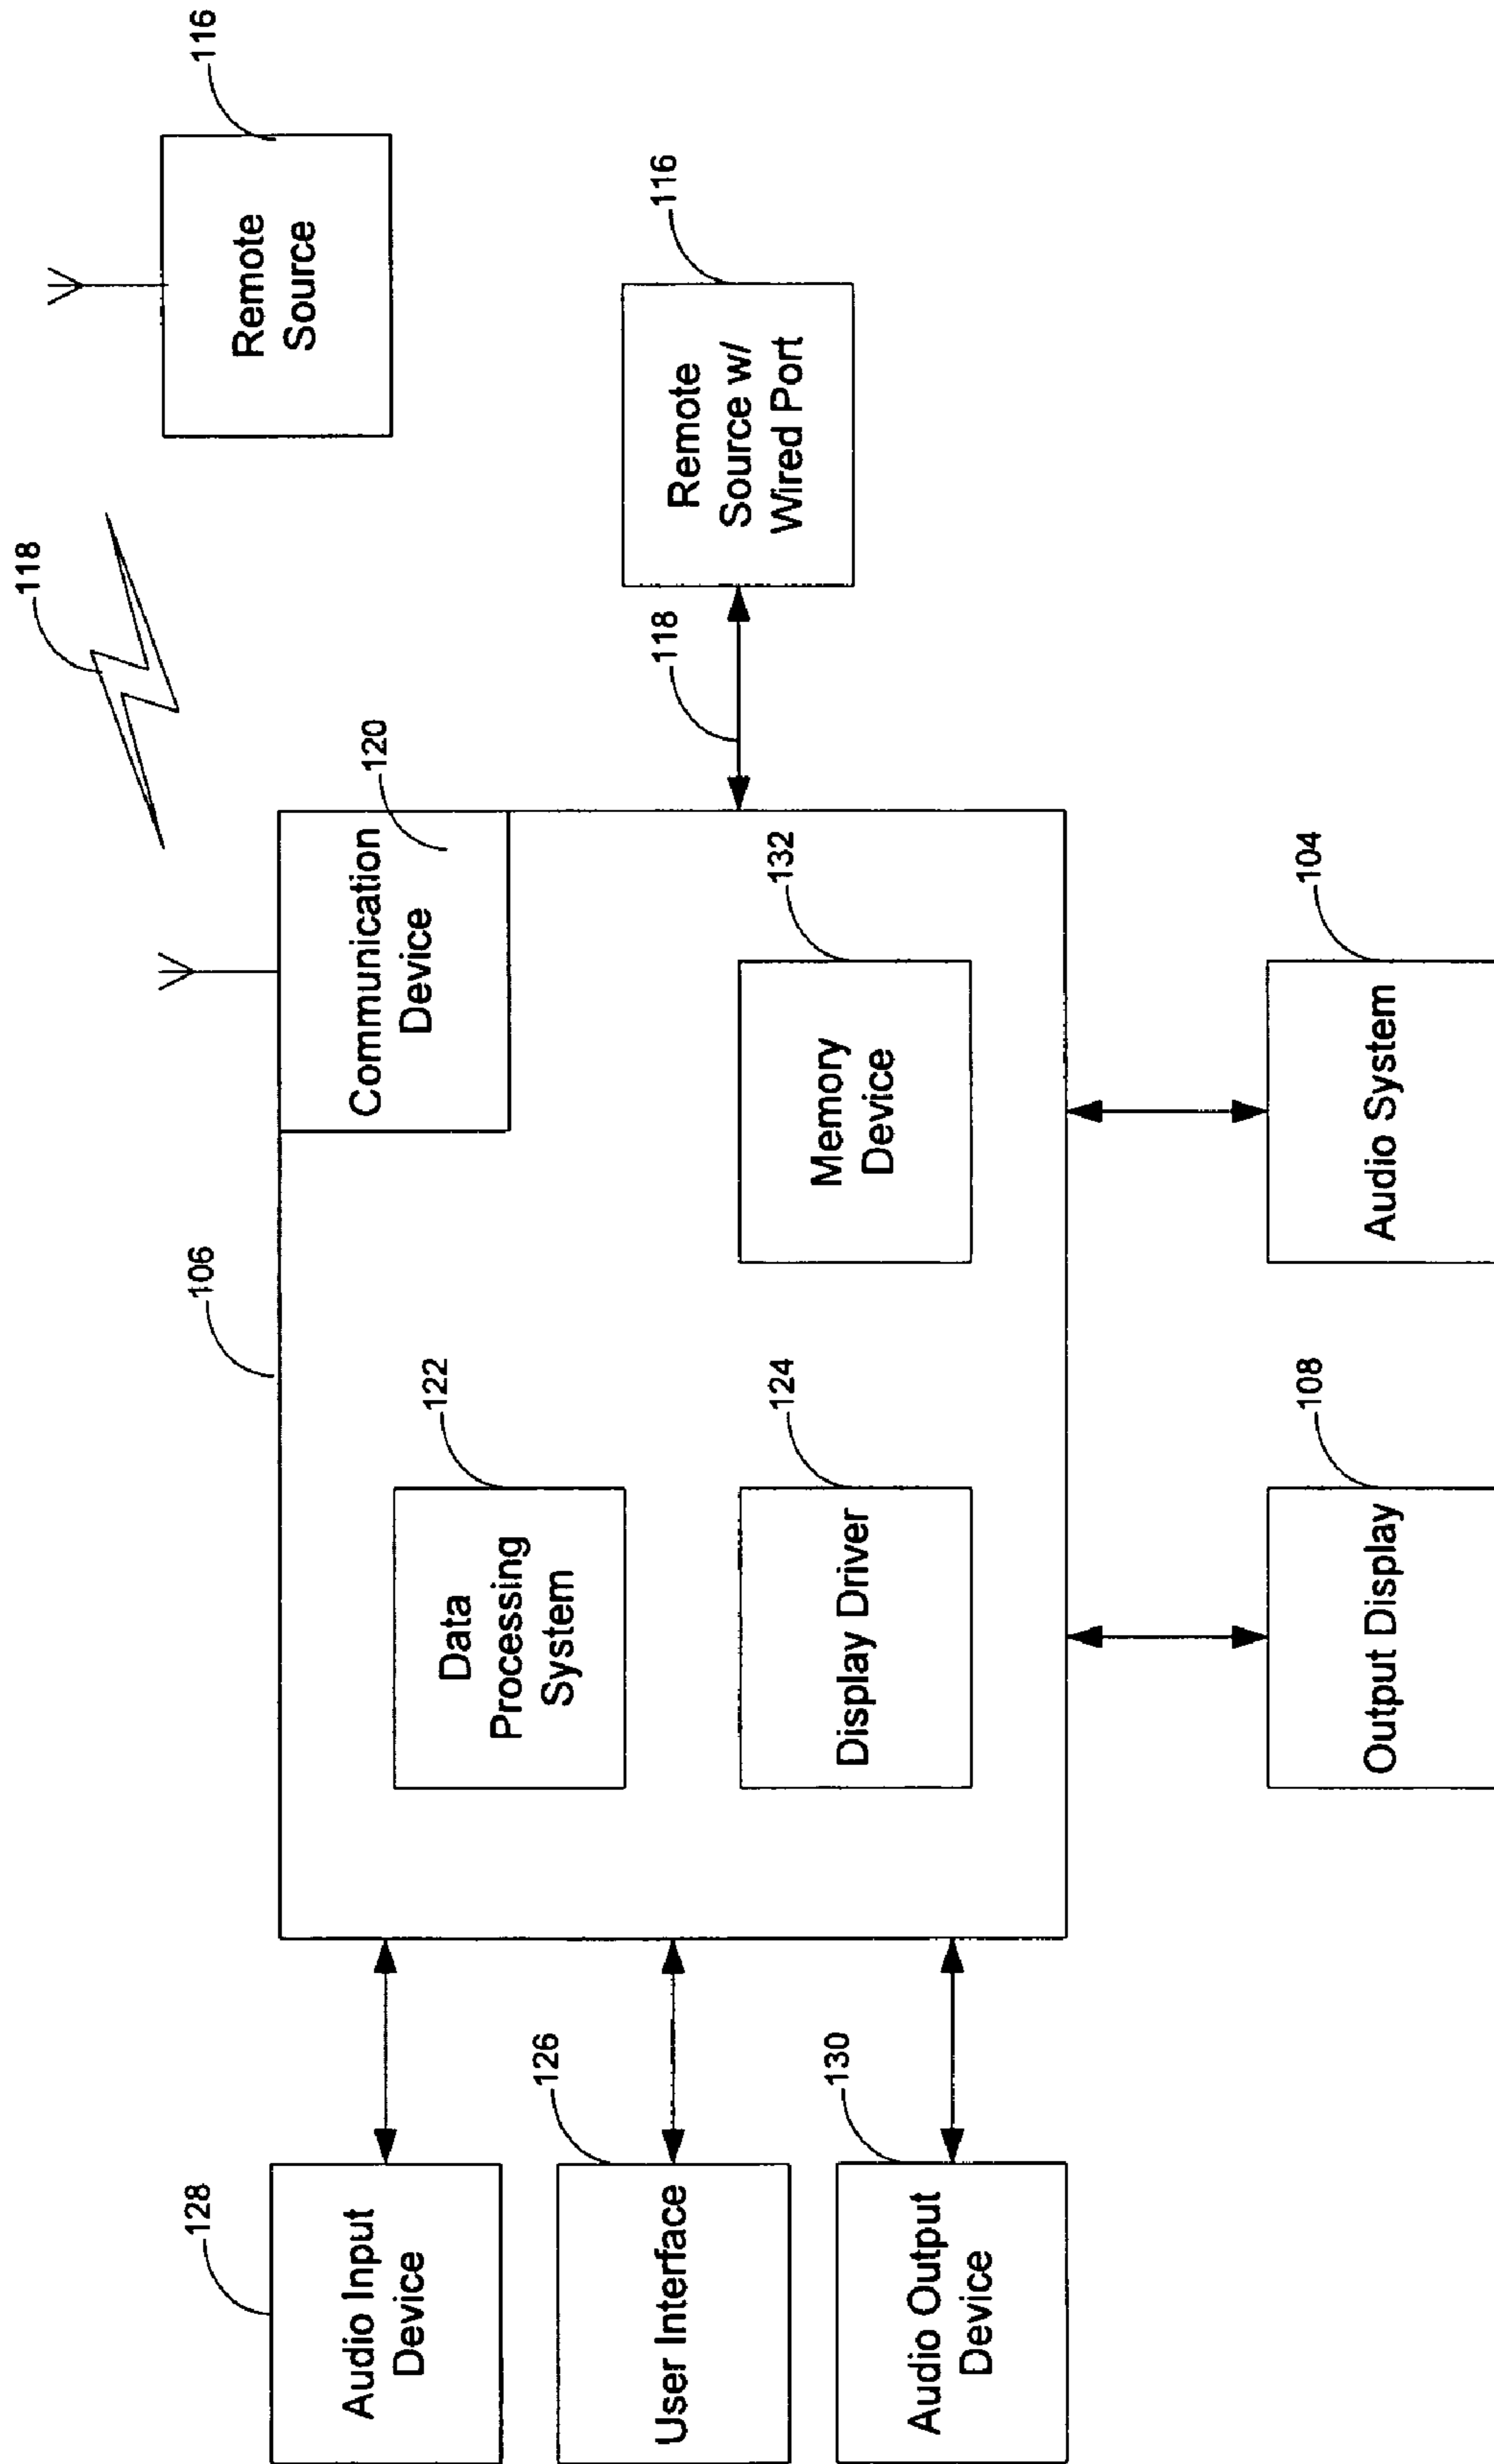 118
116
Remote
Source
106
120
Communication
Device
128
Audio Input
Device
122
Data
Processing
System
118
116
Remote
Source w/
Wired Port
126
User Interface
124
Display Driver
132
Memory
Device
130
Audio Output
Device
108
Output Display
104
Audio System